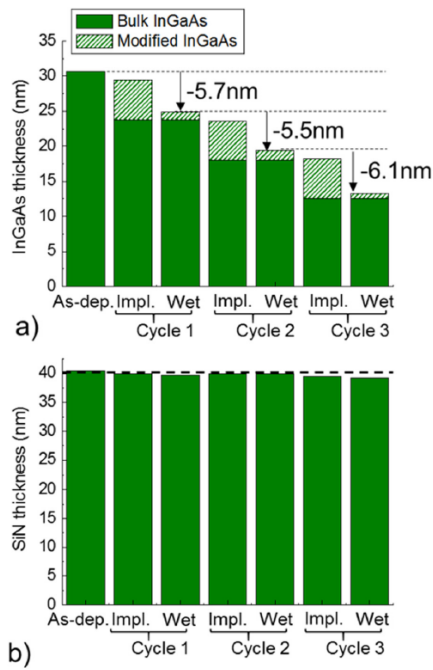 Bulk InGaAs
Modified InGaAs
35
30
25
20
15
10
5
0
InGaAs thickness (nm)
-5.7nm
-5.5nm
-6.1nm
As-dep. Impl. Wet Impl. Wet Impl. Wet
Cycle 1 Cycle 2 Cycle 3
a)
40
35
30
25
20
15
10
5
0
SiN thickness (nm)
As-dep. Impl. Wet Impl. Wet Impl. Wet
Cycle 1 Cycle 2 Cycle 3
b)